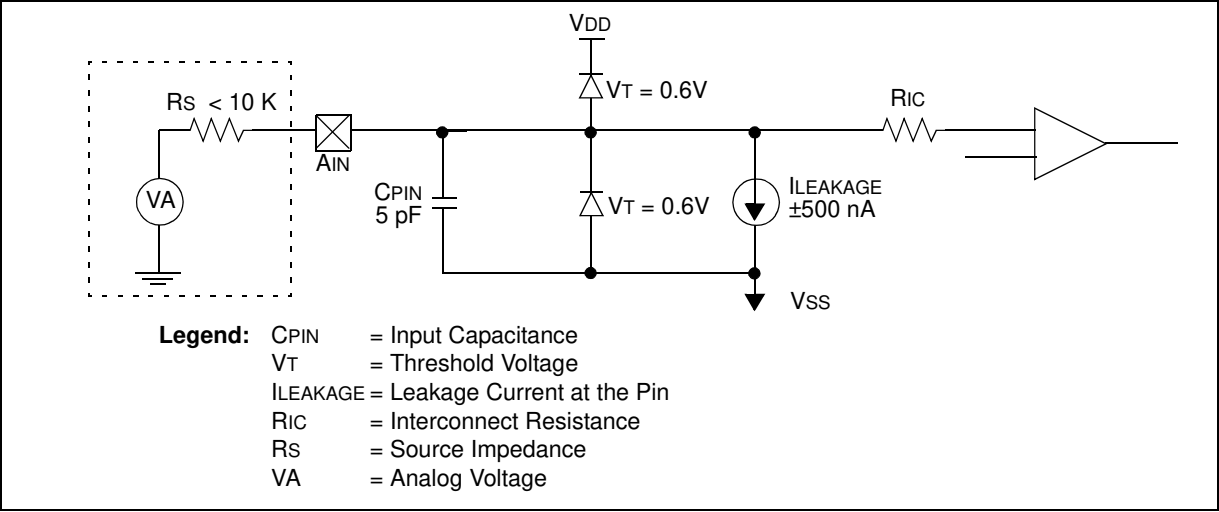 VDD
VT = 0.6V
RS < 10 K
RIC
AIN
CPIN
5 pF
VA
VT = 0.6V
ILEAKAGE
±500 nA
VSS
Legend: CPIN = Input Capacitance
VT = Threshold Voltage
ILEAKAGE = Leakage Current at the Pin
RIC = Interconnect Resistance
RS = Source Impedance
VA = Analog Voltage